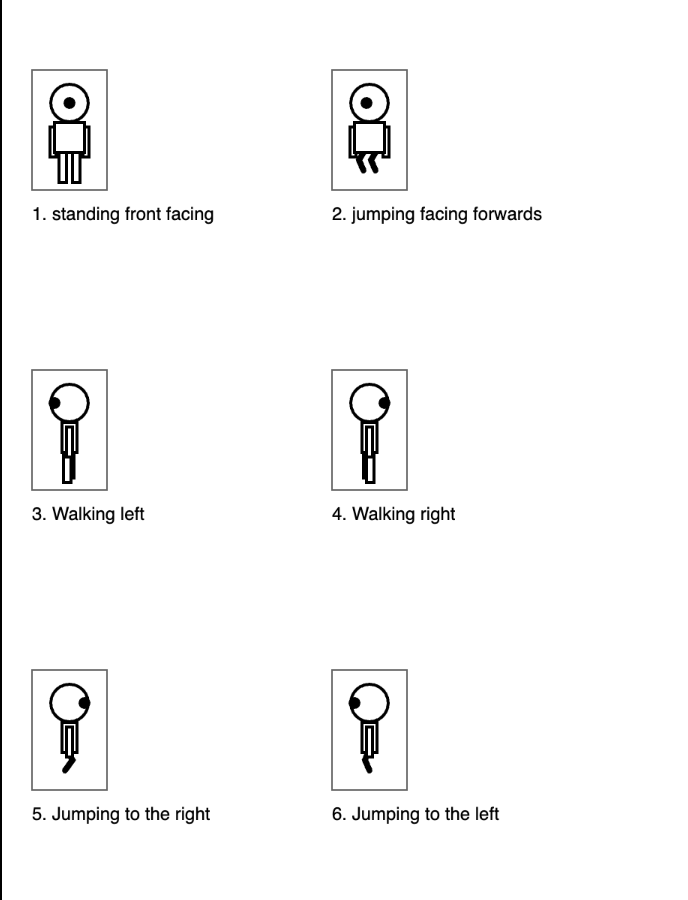 1. standing front facing
2. jumping facing forwards
3. Walking left
4. Walking right
5. Jumping to the right
6. Jumping to the left